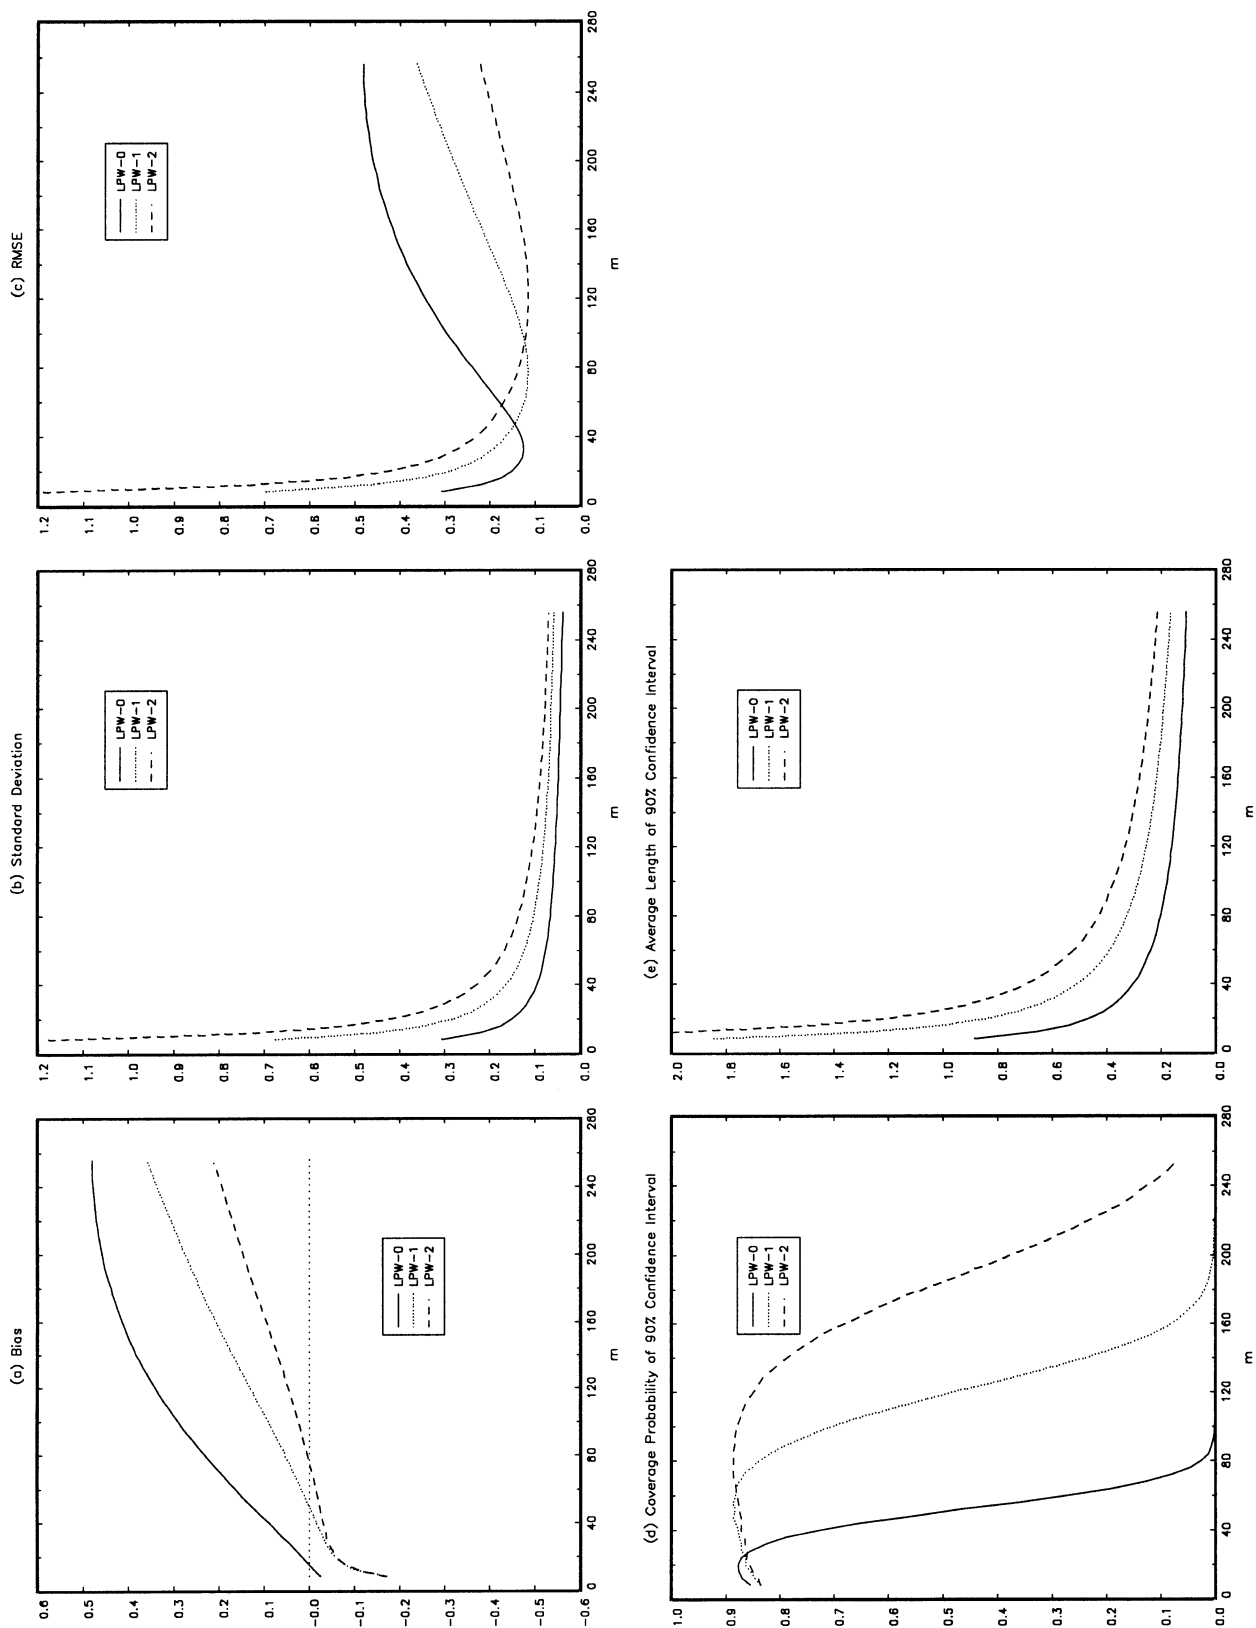 (a) Bias
0.6
0.5
0.4
0.3
0.2
0.1
-0.0
-0.1
-0.2
-0.3
-0.4
-0.5
-0.6
0 40 80 120 160 200 240 280
m
LPW-0
LPW-1
LPW-2
(b) Standard Deviation
1.2
1.1
1.0
0.9
0.8
0.7
0.6
0.5
0.4
0.3
0.2
0.1
0.0
0 40 80 120 160 200 240 280
m
LPW-0
LPW-1
LPW-2
(c) RMSE
1.2
1.1
1.0
0.9
0.8
0.7
0.6
0.5
0.4
0.3
0.2
0.1
0.0
0 40 80 120 160 200 240 280
m
LPW-0
LPW-1
LPW-2
(d) Coverage Probability of 90% Confidence Interval
1.0
0.9
0.8
0.7
0.6
0.5
0.4
0.3
0.2
0.1
0.0
0 40 80 120 160 200 240 280
m
LPW-0
LPW-1
LPW-2
(e) Average Length of 90% Confidence Interval
2.0
1.8
1.6
1.4
1.2
1.0
0.8
0.6
0.4
0.2
0.0
0 40 80 120 160 200 240 280
m
LPW-0
LPW-1
LPW-2